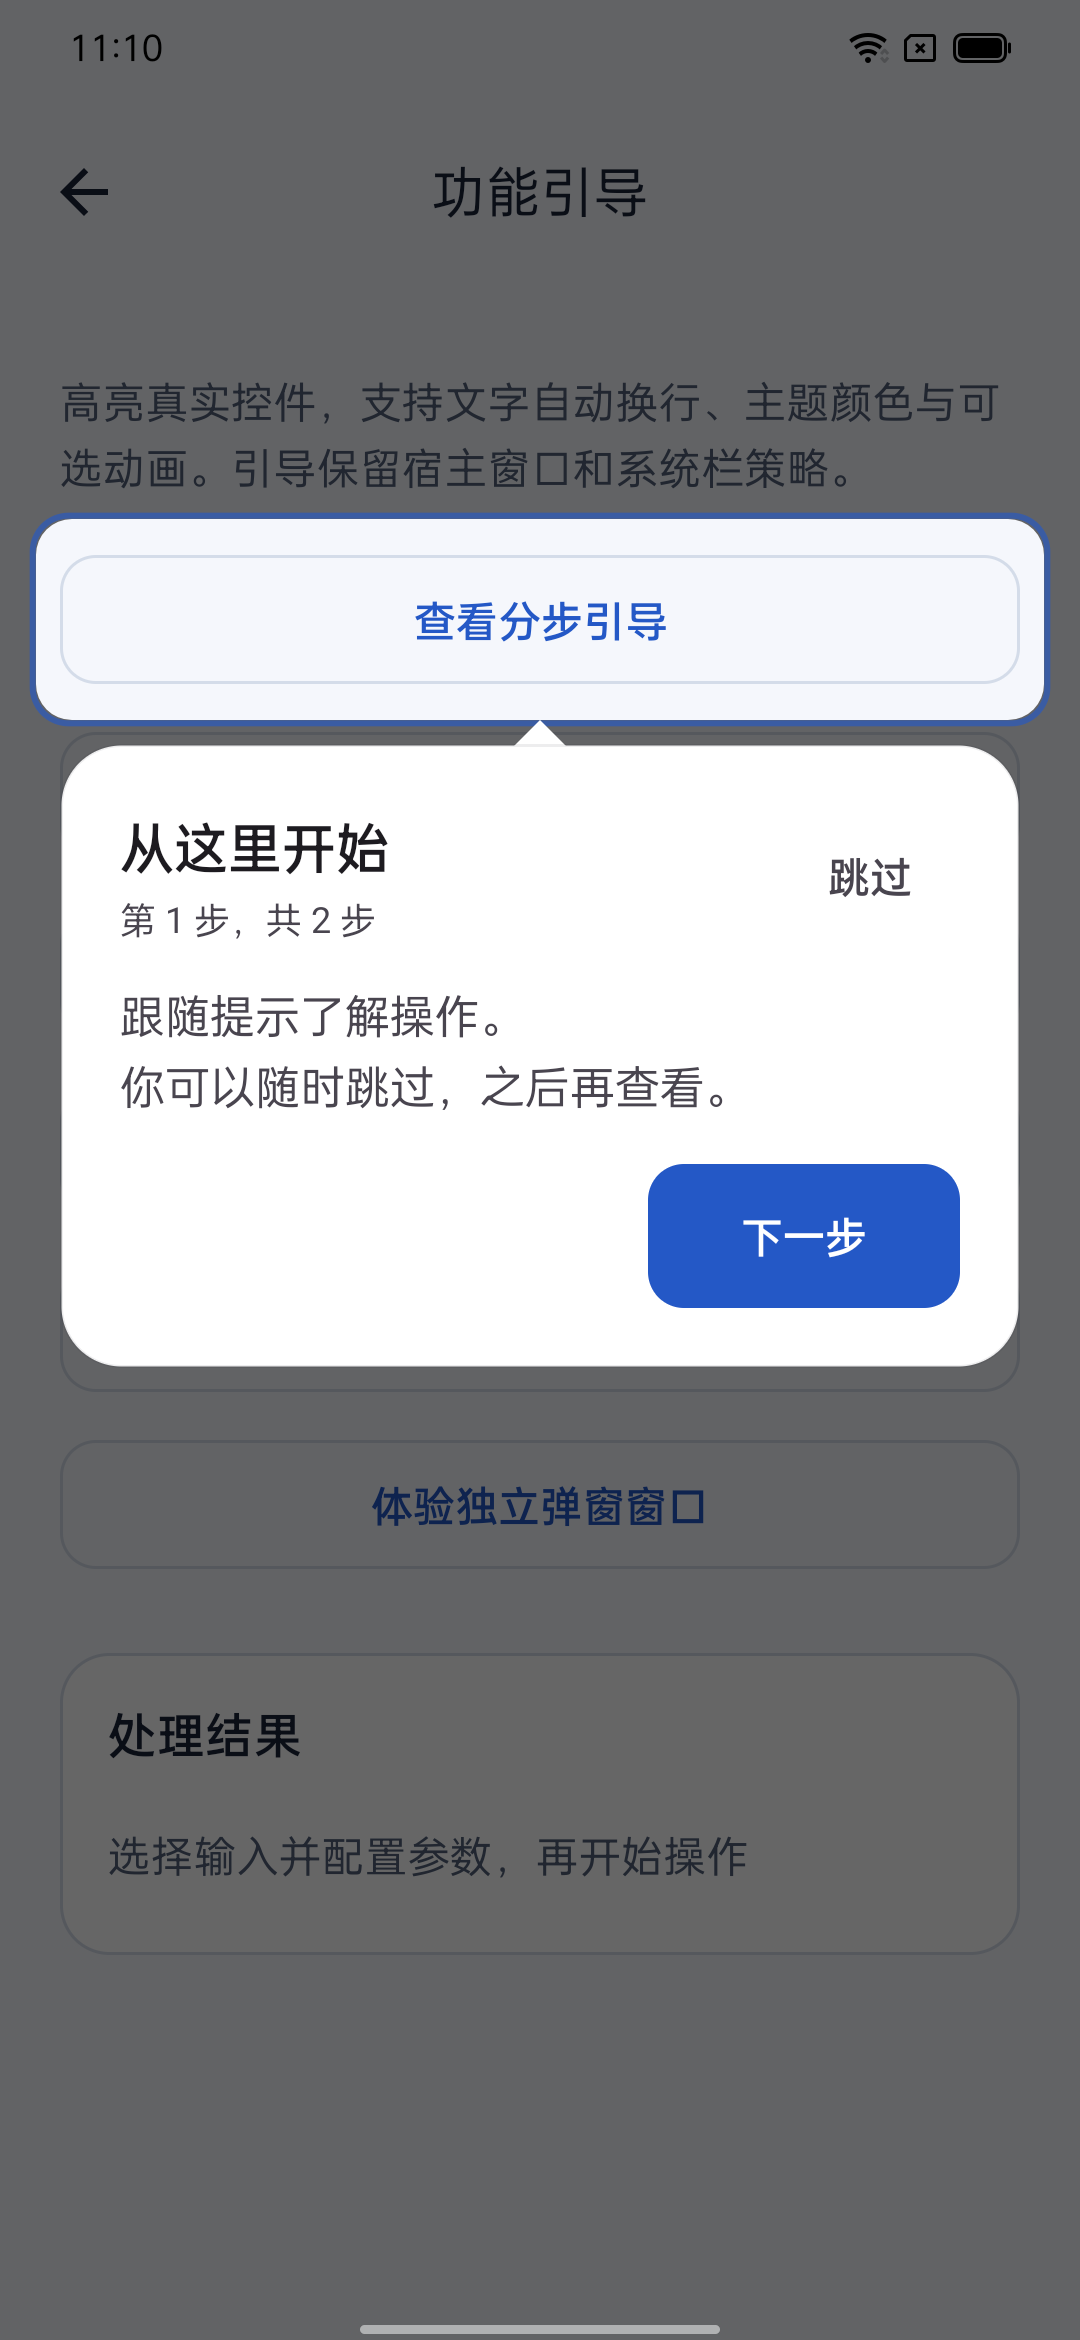 11:10
功能引导
高亮真实控件，支持文字自动换行、主题颜色与可
选动画。引导保留宿主窗口和系统栏策略。
查看分步引导
从这里开始
跳过
第 1 步，共 2 步
跟随提示了解操作。
你可以随时跳过，之后再查看。
下一步
体验独立弹窗窗口
处理结果
选择输入并配置参数，再开始操作